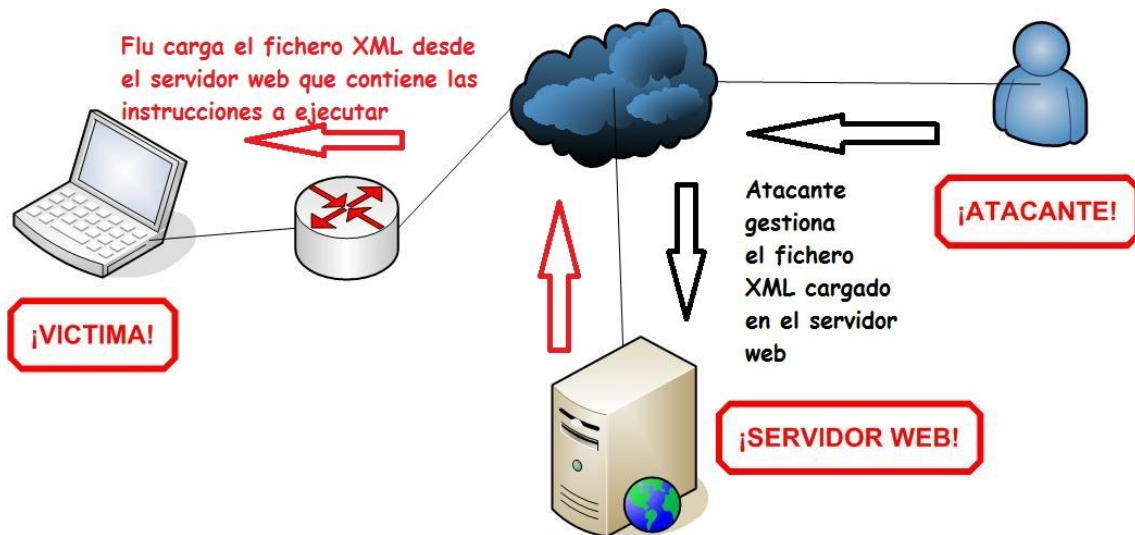 Flu carga el fichero XML desde
el servidor web que contiene las
instrucciones a ejecutar
¡ATACANTE!
Atacante
gestiona
el fichero
XML cargado
en el servidor
web
¡VICTIMA!
¡SERVIDOR WEB!